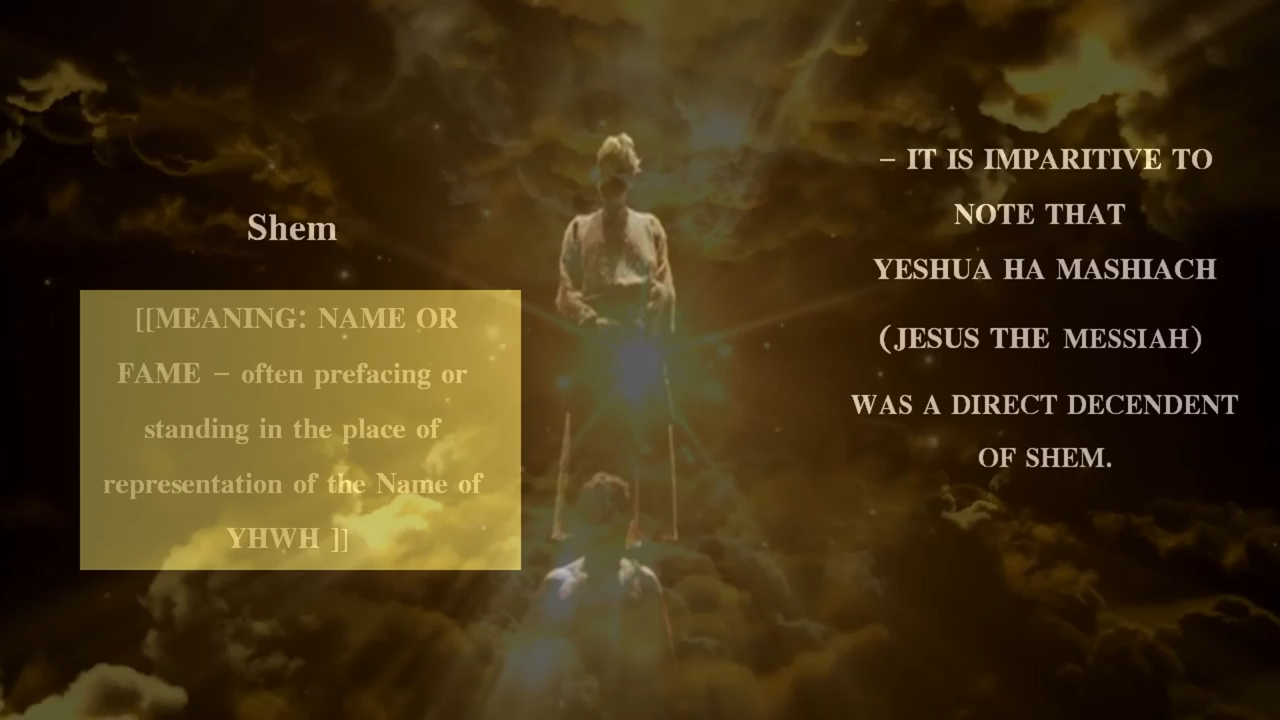 Shem
[[MEANING: NAME OR
FAME – often prefacing or
standing in the place of
representation of the Name of
YHWH ]]
– IT IS IMPARITIVE TO
NOTE THAT
YESHUA HA MASHIACH
(JESUS THE MESSIAH)
WAS A DIRECT DECENDENT
OF SHEM.